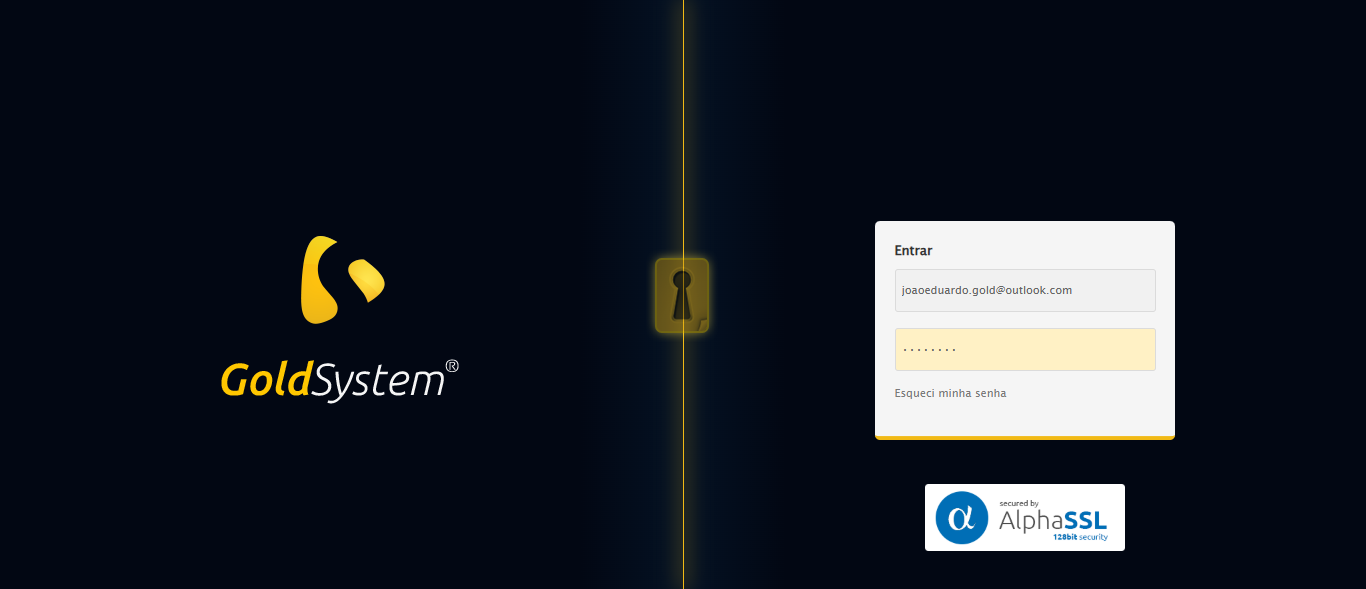 GoldSystem®
Entrar
joaoeduardo.gold@outlook.com
........
Esqueci minha senha
α
secured by
AlphaSSL
128bit security